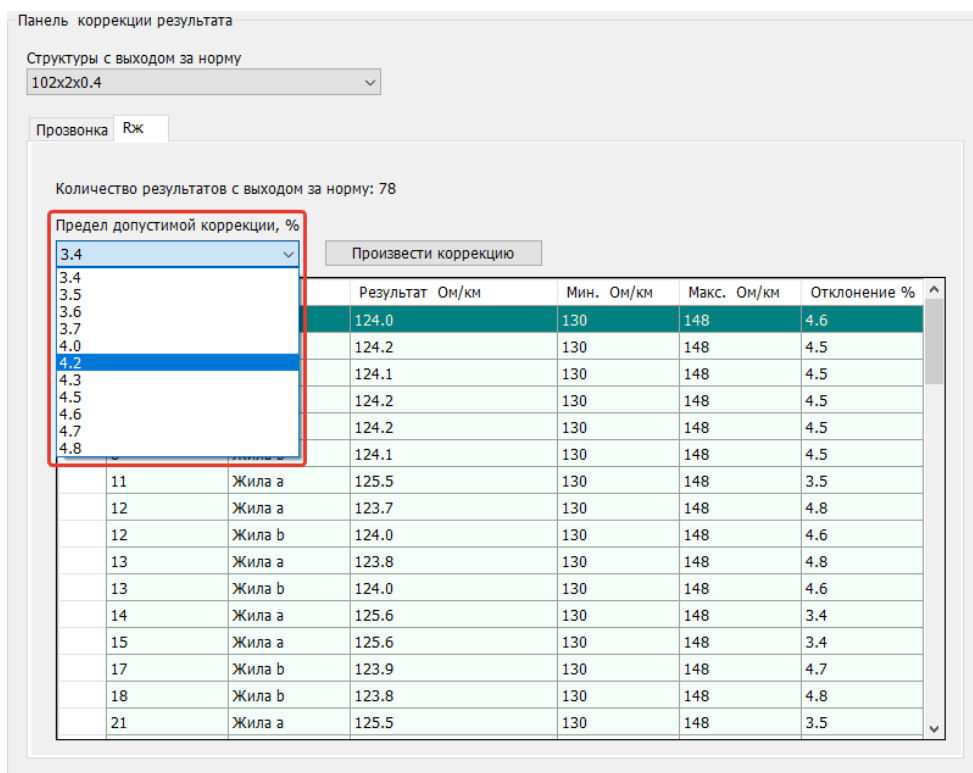 Панель коррекции результата
Структуры с выходом за норму
102x2x0.4
Прозвонка Rж
Количество результатов с выходом за норму: 78
Предел допустимой коррекции, %
3.4 Произвести коррекцию
3.4
3.5
3.6
3.7
4.0
4.2
4.3
4.5
4.6
4.7
4.8
Результат Ом/км Мин. Ом/км Макс. Ом/км Отклонение %
124.0 130 148 4.6
124.2 130 148 4.5
124.1 130 148 4.5
124.2 130 148 4.5
124.2 130 148 4.5
124.1 130 148 4.5
11 Жила a 125.5 130 148 3.5
12 Жила a 123.7 130 148 4.8
12 Жила b 124.0 130 148 4.6
13 Жила a 123.8 130 148 4.8
13 Жила b 124.0 130 148 4.6
14 Жила a 125.6 130 148 3.4
15 Жила a 125.6 130 148 3.4
17 Жила b 123.9 130 148 4.7
18 Жила b 123.8 130 148 4.8
21 Жила a 125.5 130 148 3.5